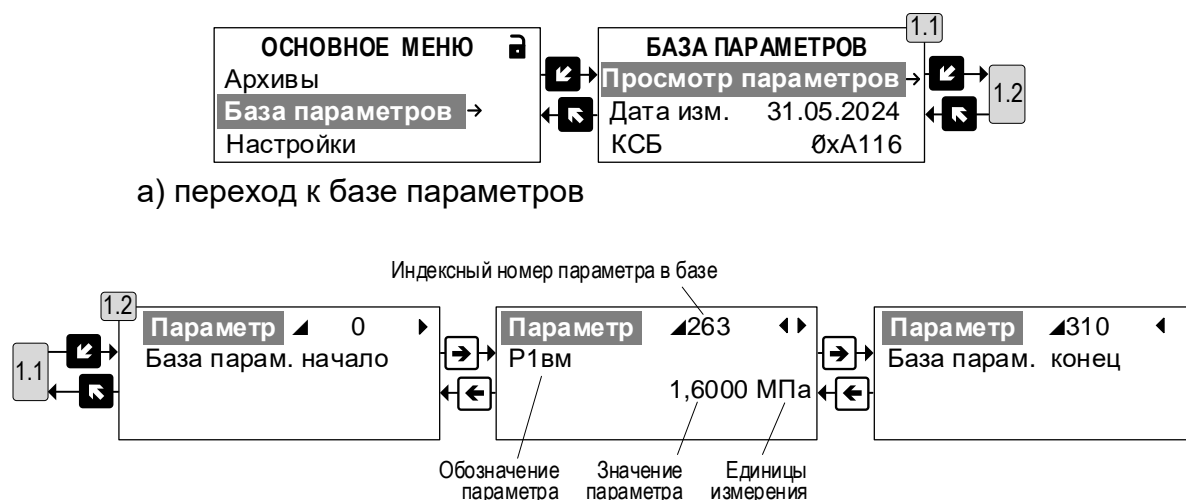 1.1
ОСНОВНОЕ МЕНЮ
БАЗА ПАРАМЕТРОВ
Архивы
Просмотр параметров
1.2
База параметров
Дата изм. 31.05.2024
Настройки
КСБ 0xA116
а) переход к базе параметров
Индексный номер параметра в базе
1.2
Параметр 0
Параметр 263
Параметр 310
1.1
База парам. начало
P1вм
База парам. конец
1,6000 МПа
Обозначение параметра
Значение параметра
Единицы измерения